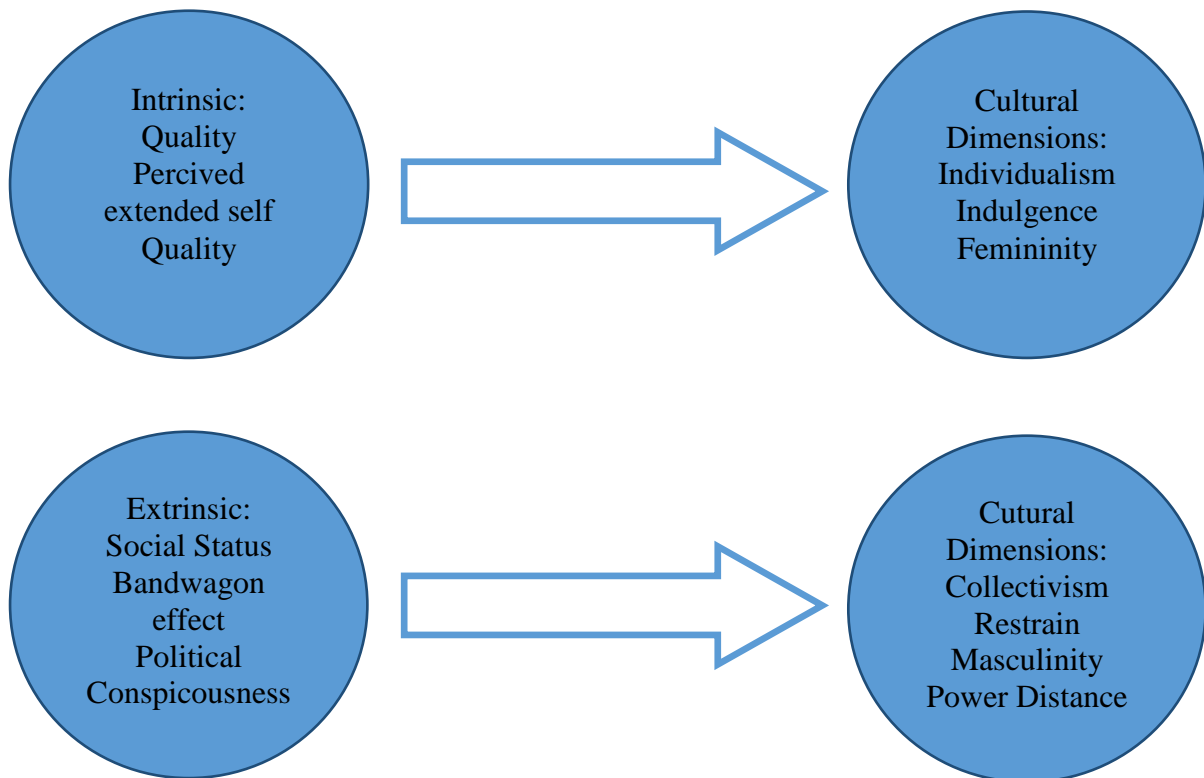 Intrinsic:
Quality
Percived
extended self
Quality
Cultural
Dimensions:
Individualism
Indulgence
Femininity
Extrinsic:
Social Status
Bandwagon
effect
Political
Conspicousness
Cutural
Dimensions:
Collectivism
Restrain
Masculinity
Power Distance